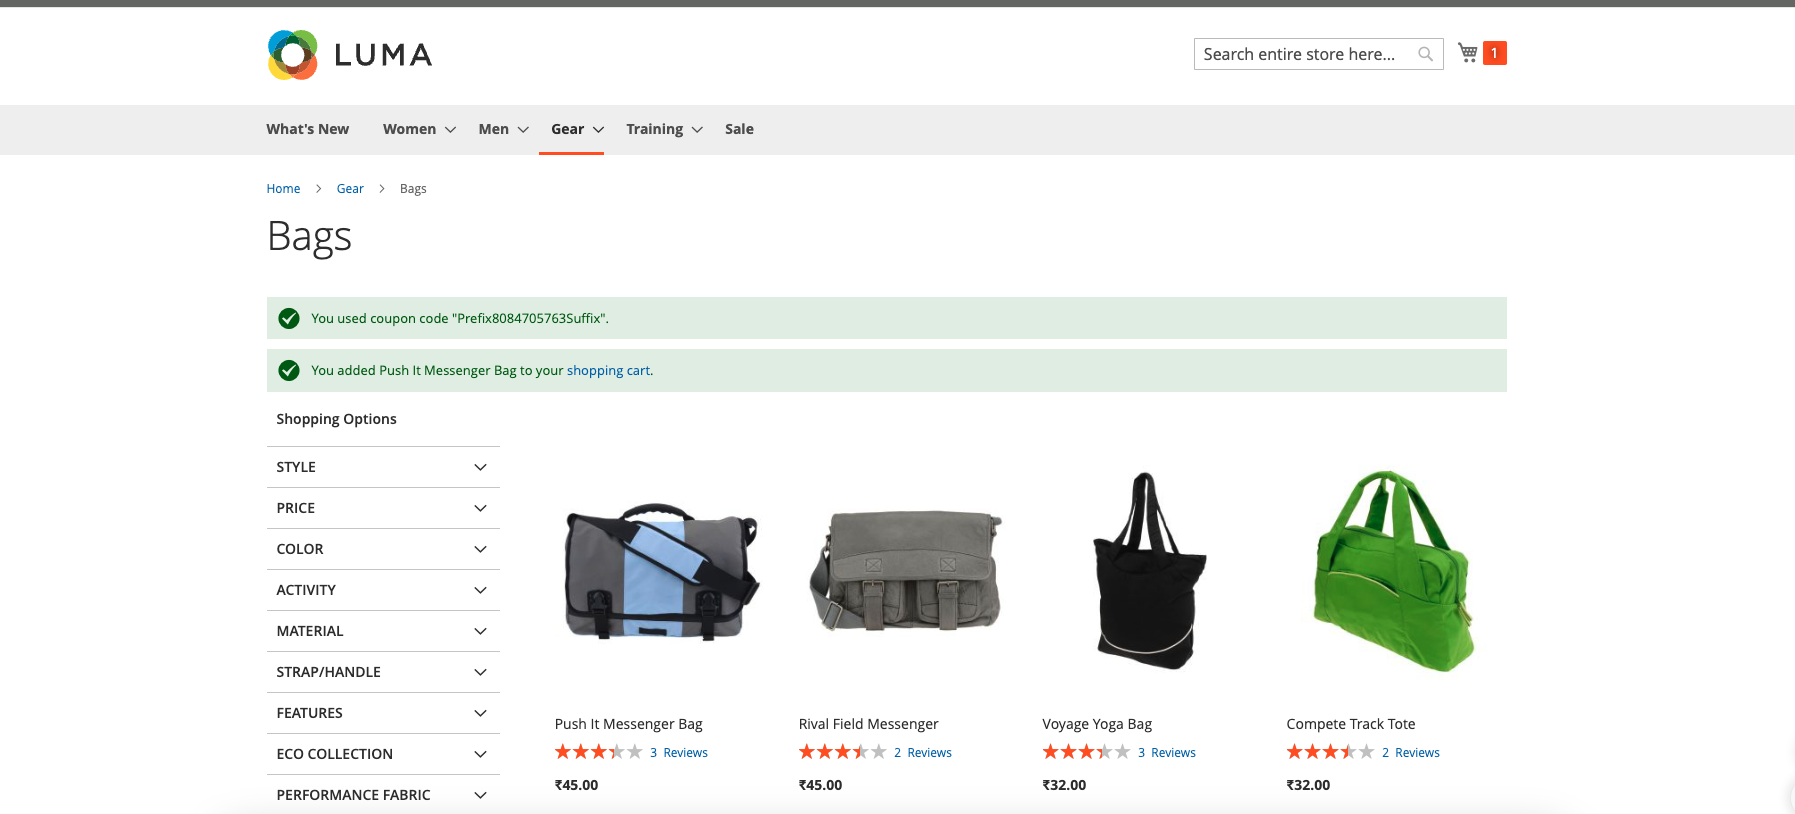 LUMA
Search entire store here...
1
What's New Women Men Gear Training Sale
Home Gear Bags
Bags
You used coupon code "Prefix8084705763Suffix".
You added Push It Messenger Bag to your shopping cart.
Shopping Options
STYLE
PRICE
COLOR
ACTIVITY
MATERIAL
STRAP/HANDLE
FEATURES
ECO COLLECTION
PERFORMANCE FABRIC
Push It Messenger Bag
3 Reviews
₹45.00
Rival Field Messenger
2 Reviews
₹45.00
Voyage Yoga Bag
3 Reviews
₹32.00
Compete Track Tote
2 Reviews
₹32.00